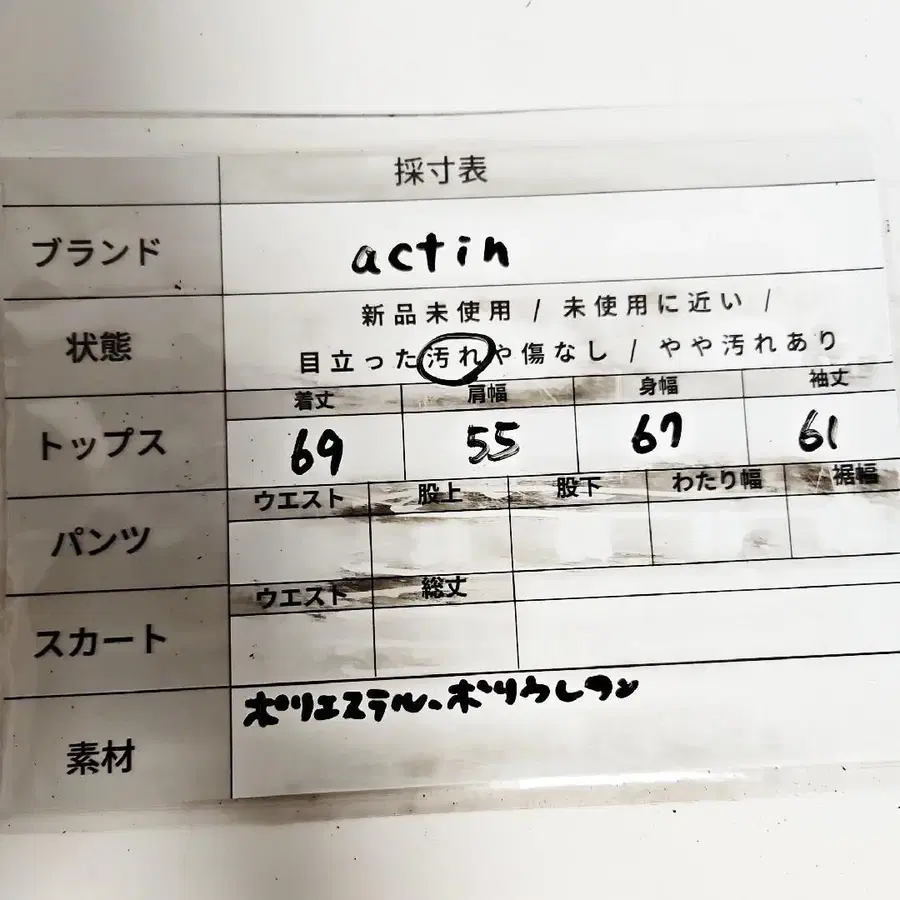 採寸表
ブランド actin
状態 新品未使用 / 未使用に近い /
目立った汚れや傷なし / やや汚れあり
着丈 肩幅 身幅 袖丈
トップス 69 55 67 61
ウエスト 股上 股下 わたり幅 裾幅
パンツ
ウエスト 総丈
スカート
ポリエステル、ポリウレタン
素材